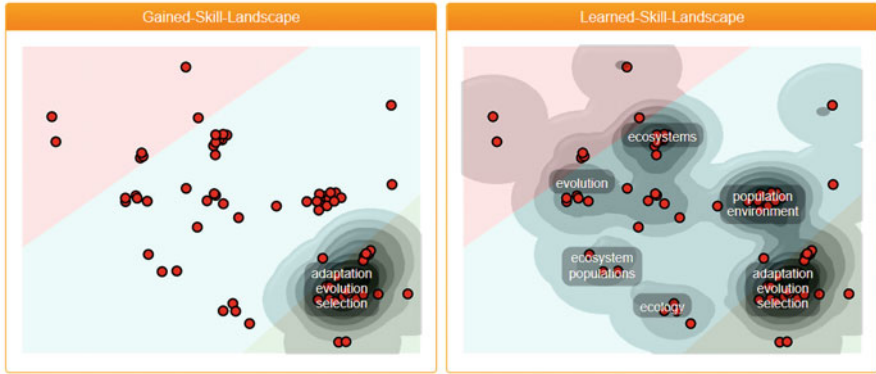 Gained-Skill-Landscape
adaptation
evolution
selection
Learned-Skill-Landscape
ecosystems
evolution
population
environment
ecosystem
populations
adaptation
evolution
selection
ecology